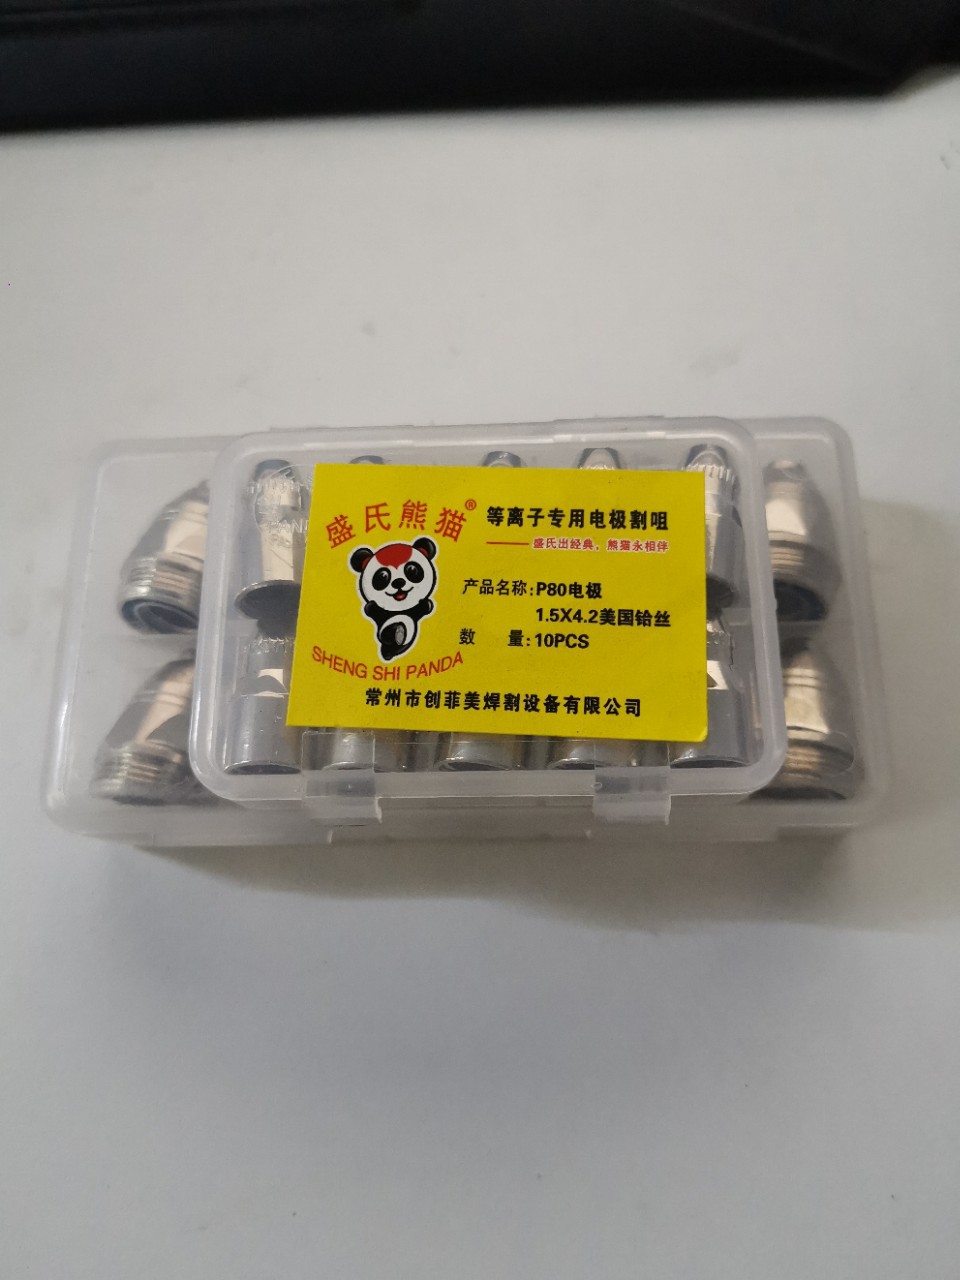 盛氏熊猫®
等离子专用电极割咀
——盛氏出经典，熊猫永相伴
产品名称：P80电极
1.5X4.2美国铪丝
数 量：10PCS
SHENG SHI PANDA
常州市创菲美焊割设备有限公司